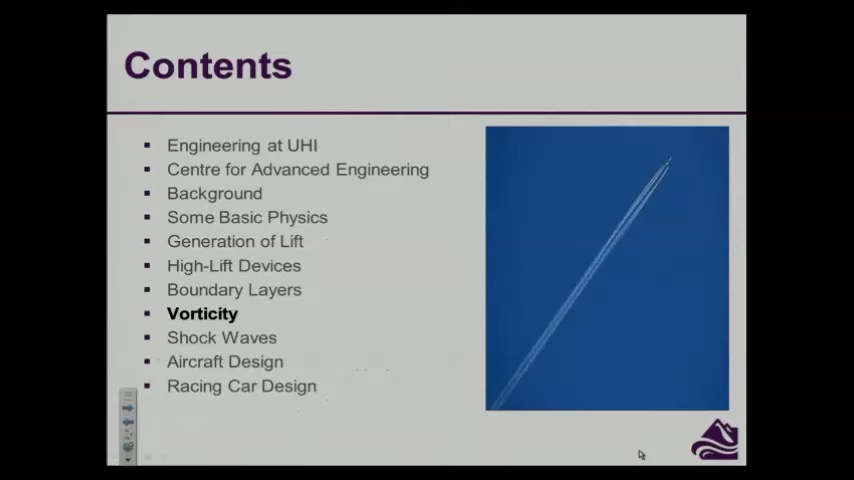 Contents
Engineering at UHI
Centre for Advanced Engineering
Background
Some Basic Physics
Generation of Lift
High-Lift Devices
Boundary Layers
Vorticity
Shock Waves
Aircraft Design
Racing Car Design